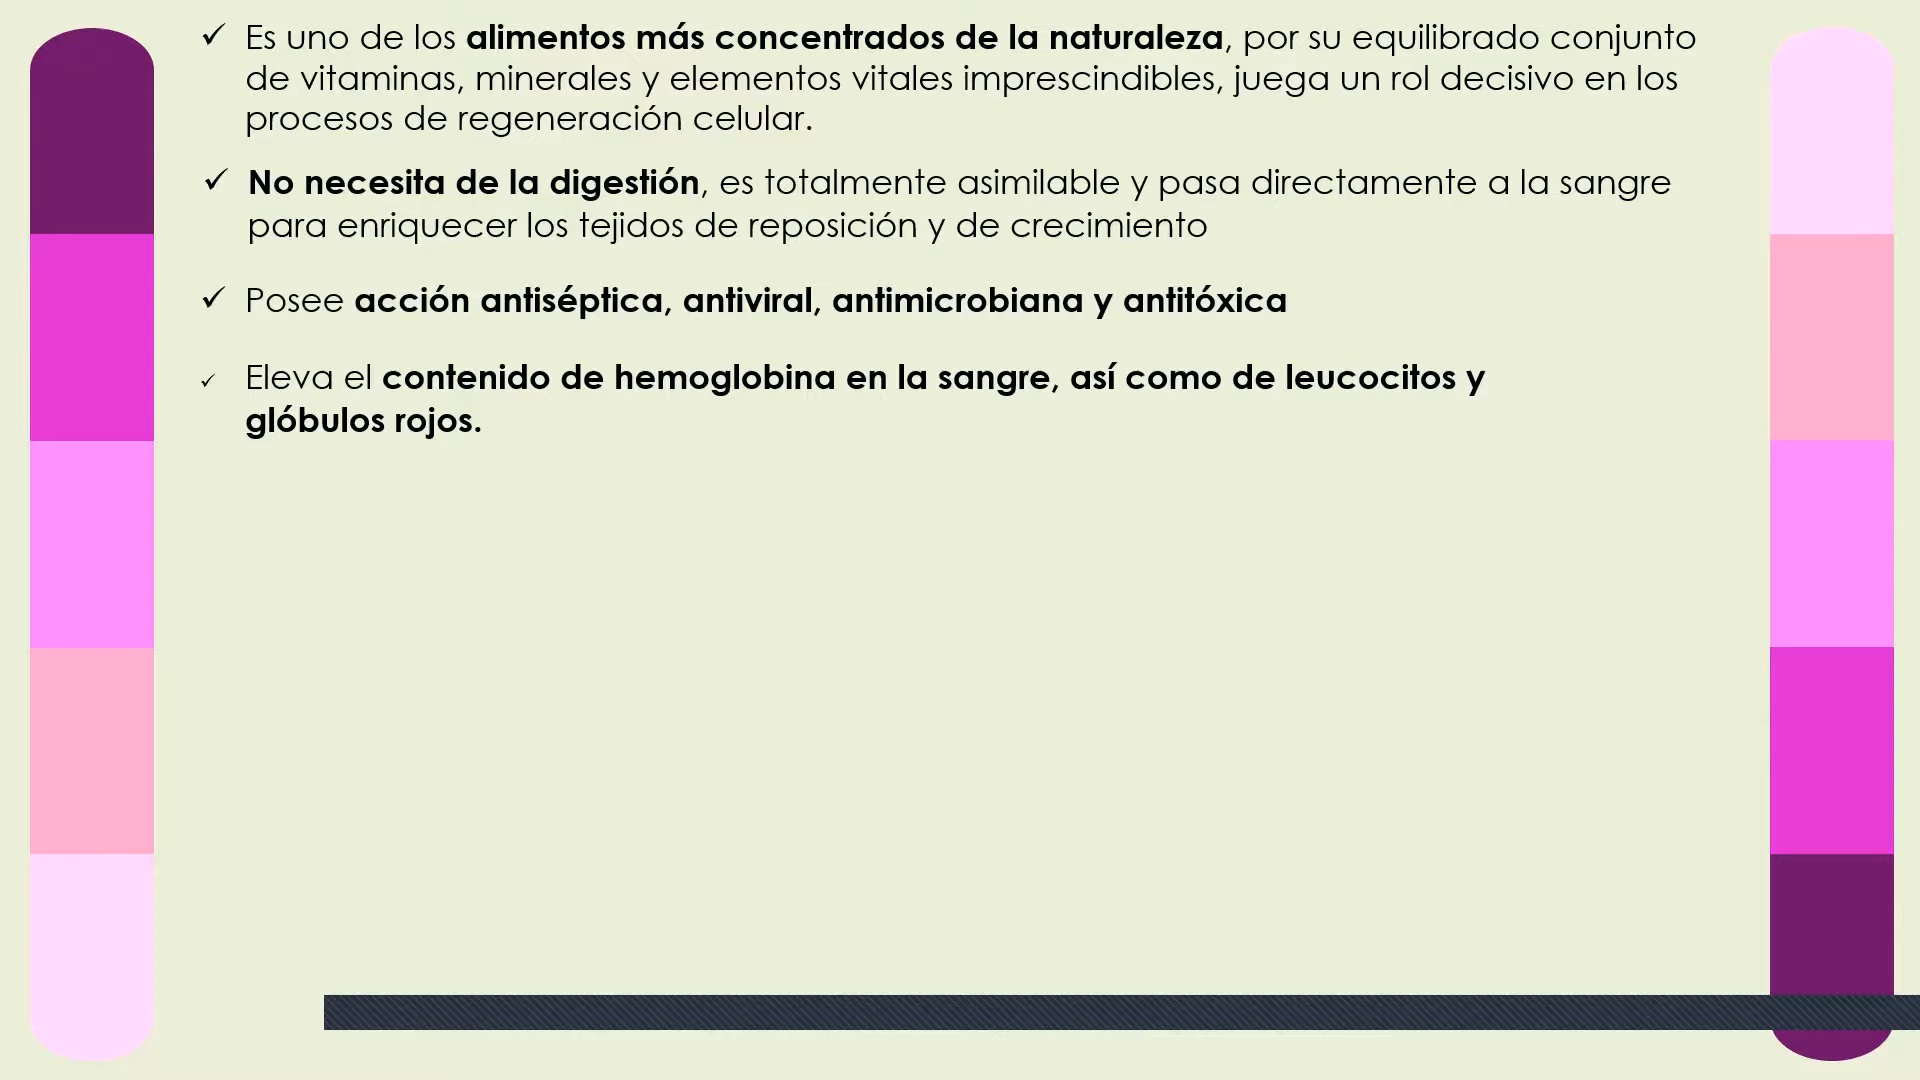 ✓ Es uno de los alimentos más concentrados de la naturaleza, por su equilibrado conjunto
de vitaminas, minerales y elementos vitales imprescindibles, juega un rol decisivo en los
procesos de regeneración celular.
✓ No necesita de la digestión, es totalmente asimilable y pasa directamente a la sangre
para enriquecer los tejidos de reposición y de crecimiento
✓ Posee acción antiséptica, antiviral, antimicrobiana y antitóxica
✓ Eleva el contenido de hemoglobina en la sangre, así como de leucocitos y
glóbulos rojos.